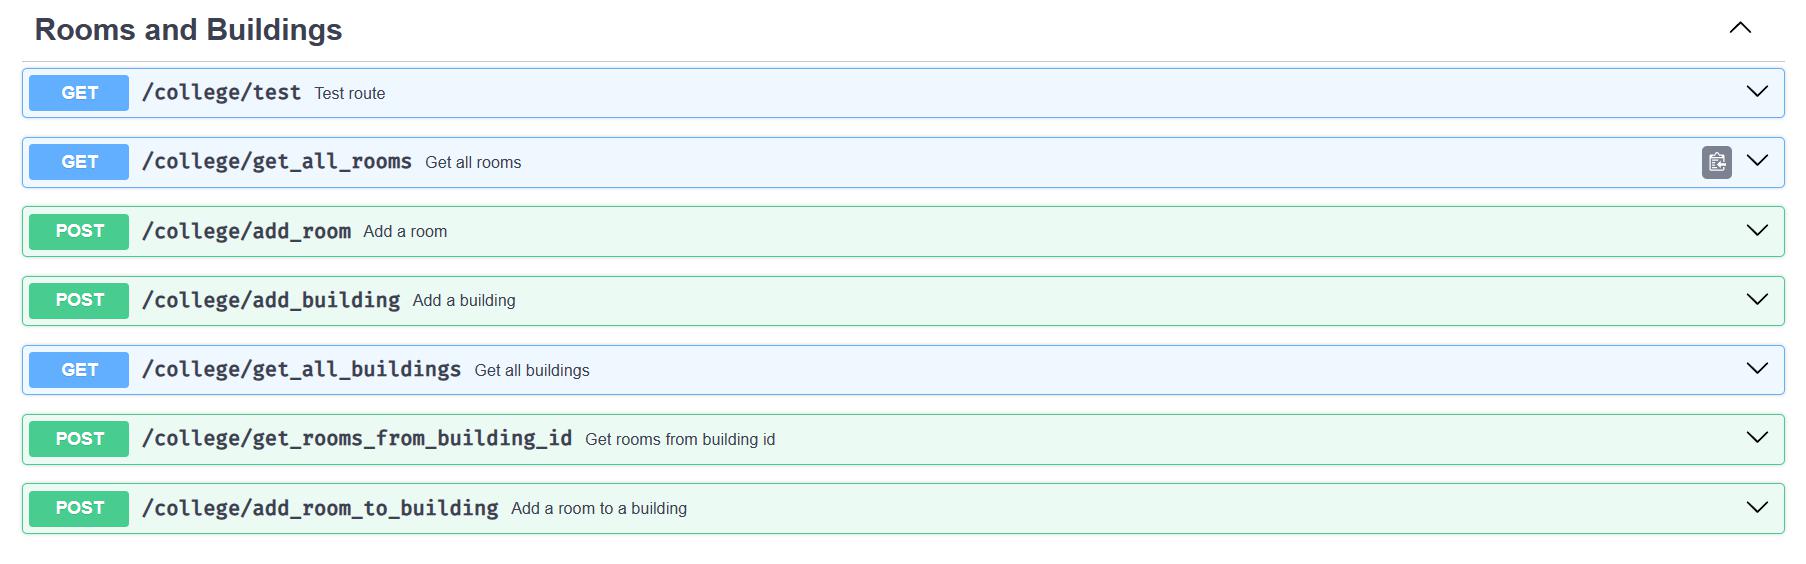 Rooms and Buildings
GET /college/test Test route
GET /college/get_all_rooms Get all rooms
POST /college/add_room Add a room
POST /college/add_building Add a building
GET /college/get_all_buildings Get all buildings
POST /college/get_rooms_from_building_id Get rooms from building id
POST /college/add_room_to_building Add a room to a building